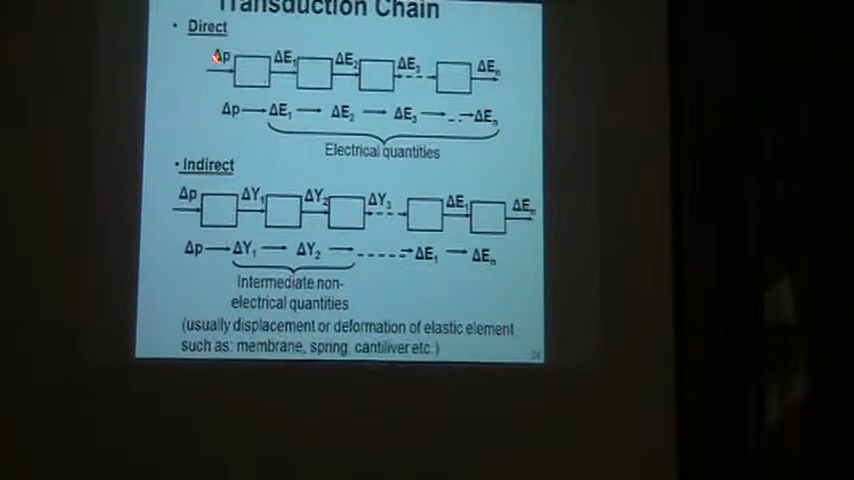 Transduction Chain
• Direct
Δp ΔE₁ ΔE₂ ΔE₃ ΔEₙ
Δp → ΔE₁ → ΔE₂ → ΔE₃ → ΔEₙ
Electrical quantities
• Indirect
Δp ΔY₁ ΔY₂ ΔY₃ ΔE₁ ΔEₙ
Δp → ΔY₁ → ΔY₂ → ΔE₁ → ΔEₙ
Intermediate non-
electrical quantities
(usually displacement or deformation of elastic element
such as: membrane, spring, cantiliver etc.)